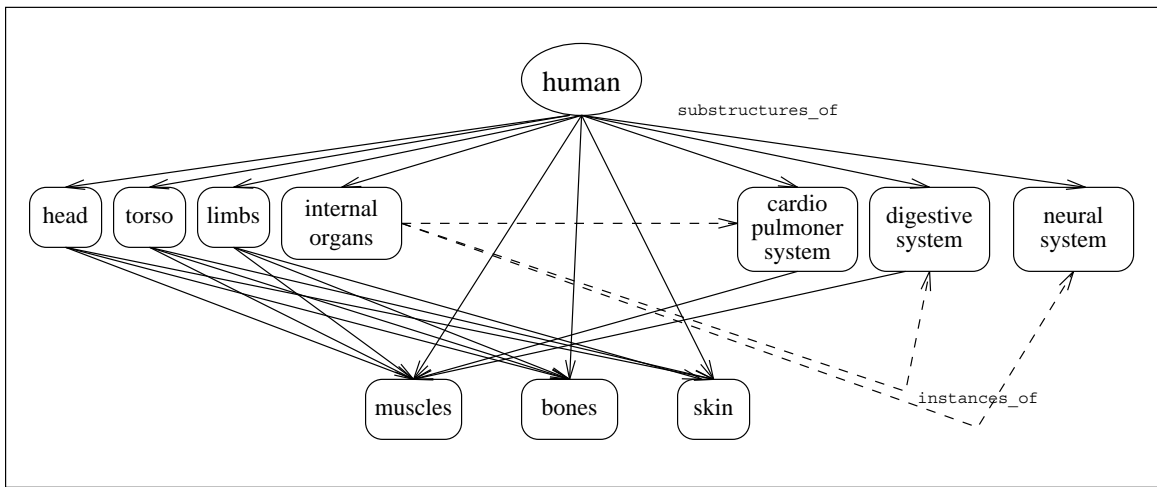 human
substructures_of
head
torso
limbs
internal
organs
cardio
pulmoner
system
digestive
system
neural
system
muscles
bones
skin
instances_of